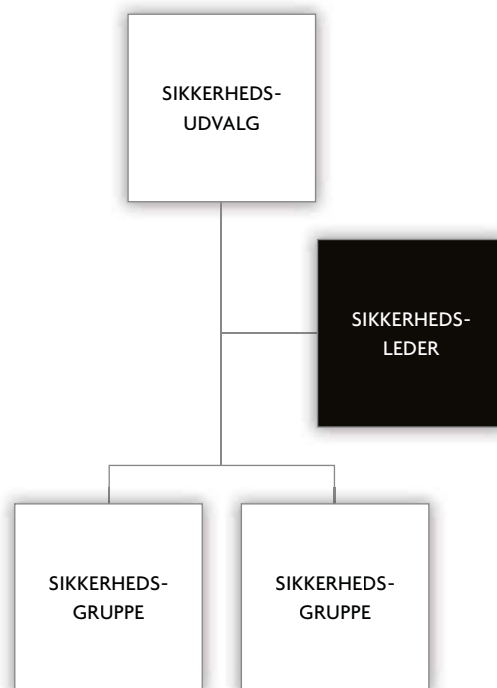 SIKKERHEDS-
UDVALG
SIKKERHEDS-
LEDER
SIKKERHEDS-
GRUPPE
SIKKERHEDS-
GRUPPE